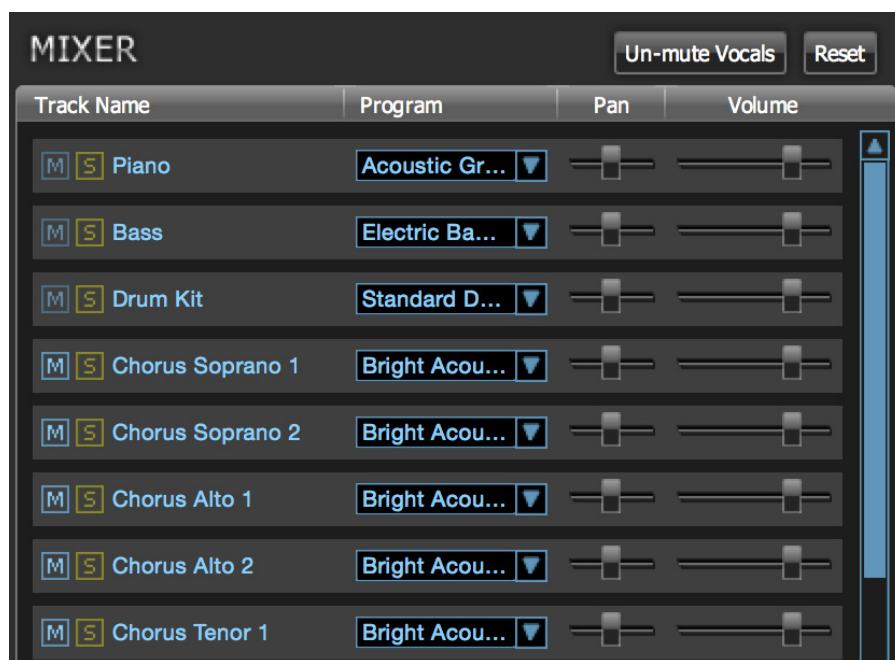 MIXER Un-mute Vocals Reset
Track Name Program Pan Volume
M S Piano Acoustic Gr...
M S Bass Electric Ba...
M S Drum Kit Standard D...
M S Chorus Soprano 1 Bright Acou...
M S Chorus Soprano 2 Bright Acou...
M S Chorus Alto 1 Bright Acou...
M S Chorus Alto 2 Bright Acou...
M S Chorus Tenor 1 Bright Acou...